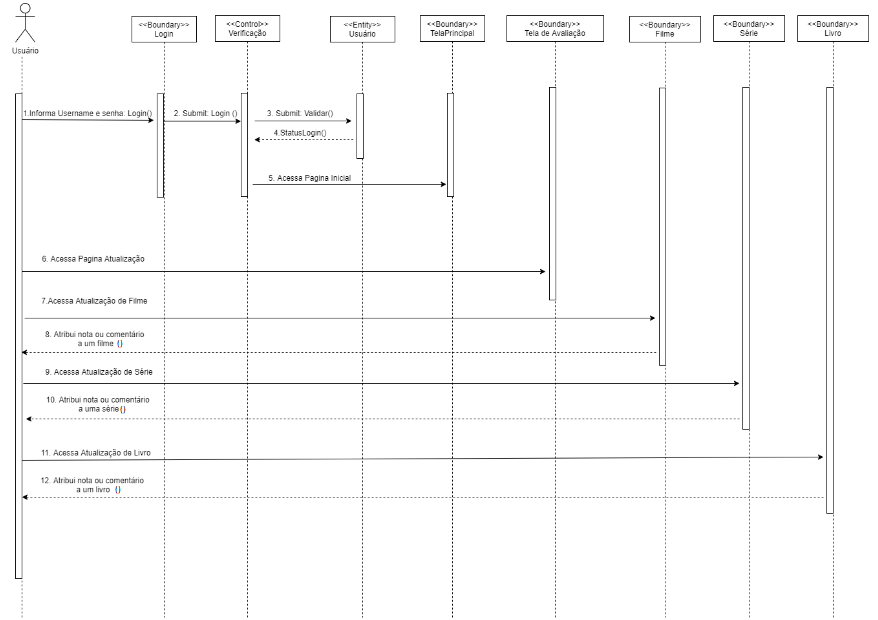 Usuário
<<Boundary>>
Login
<<Control>>
Verificação
<<Entity>>
Usuário
<<Boundary>>
TelaPrincipal
<<Boundary>>
Tela de Avaliação
<<Boundary>>
Filme
<<Boundary>>
Série
<<Boundary>>
Livro
1.Informa Username e senha: Login()
2. Submit: Login ()
3. Submit: Validar()
4.StatusLogin()
5. Acessa Pagina Inicial
6. Acessa Pagina Atualização
7.Acessa Atualização de Filme
8. Atribui nota ou comentário
a um filme ()
9. Acessa Atualização de Série
10. Atribui nota ou comentário
a uma série()
11. Acessa Atualização de Livro
12. Atribui nota ou comentário
a um livro ()